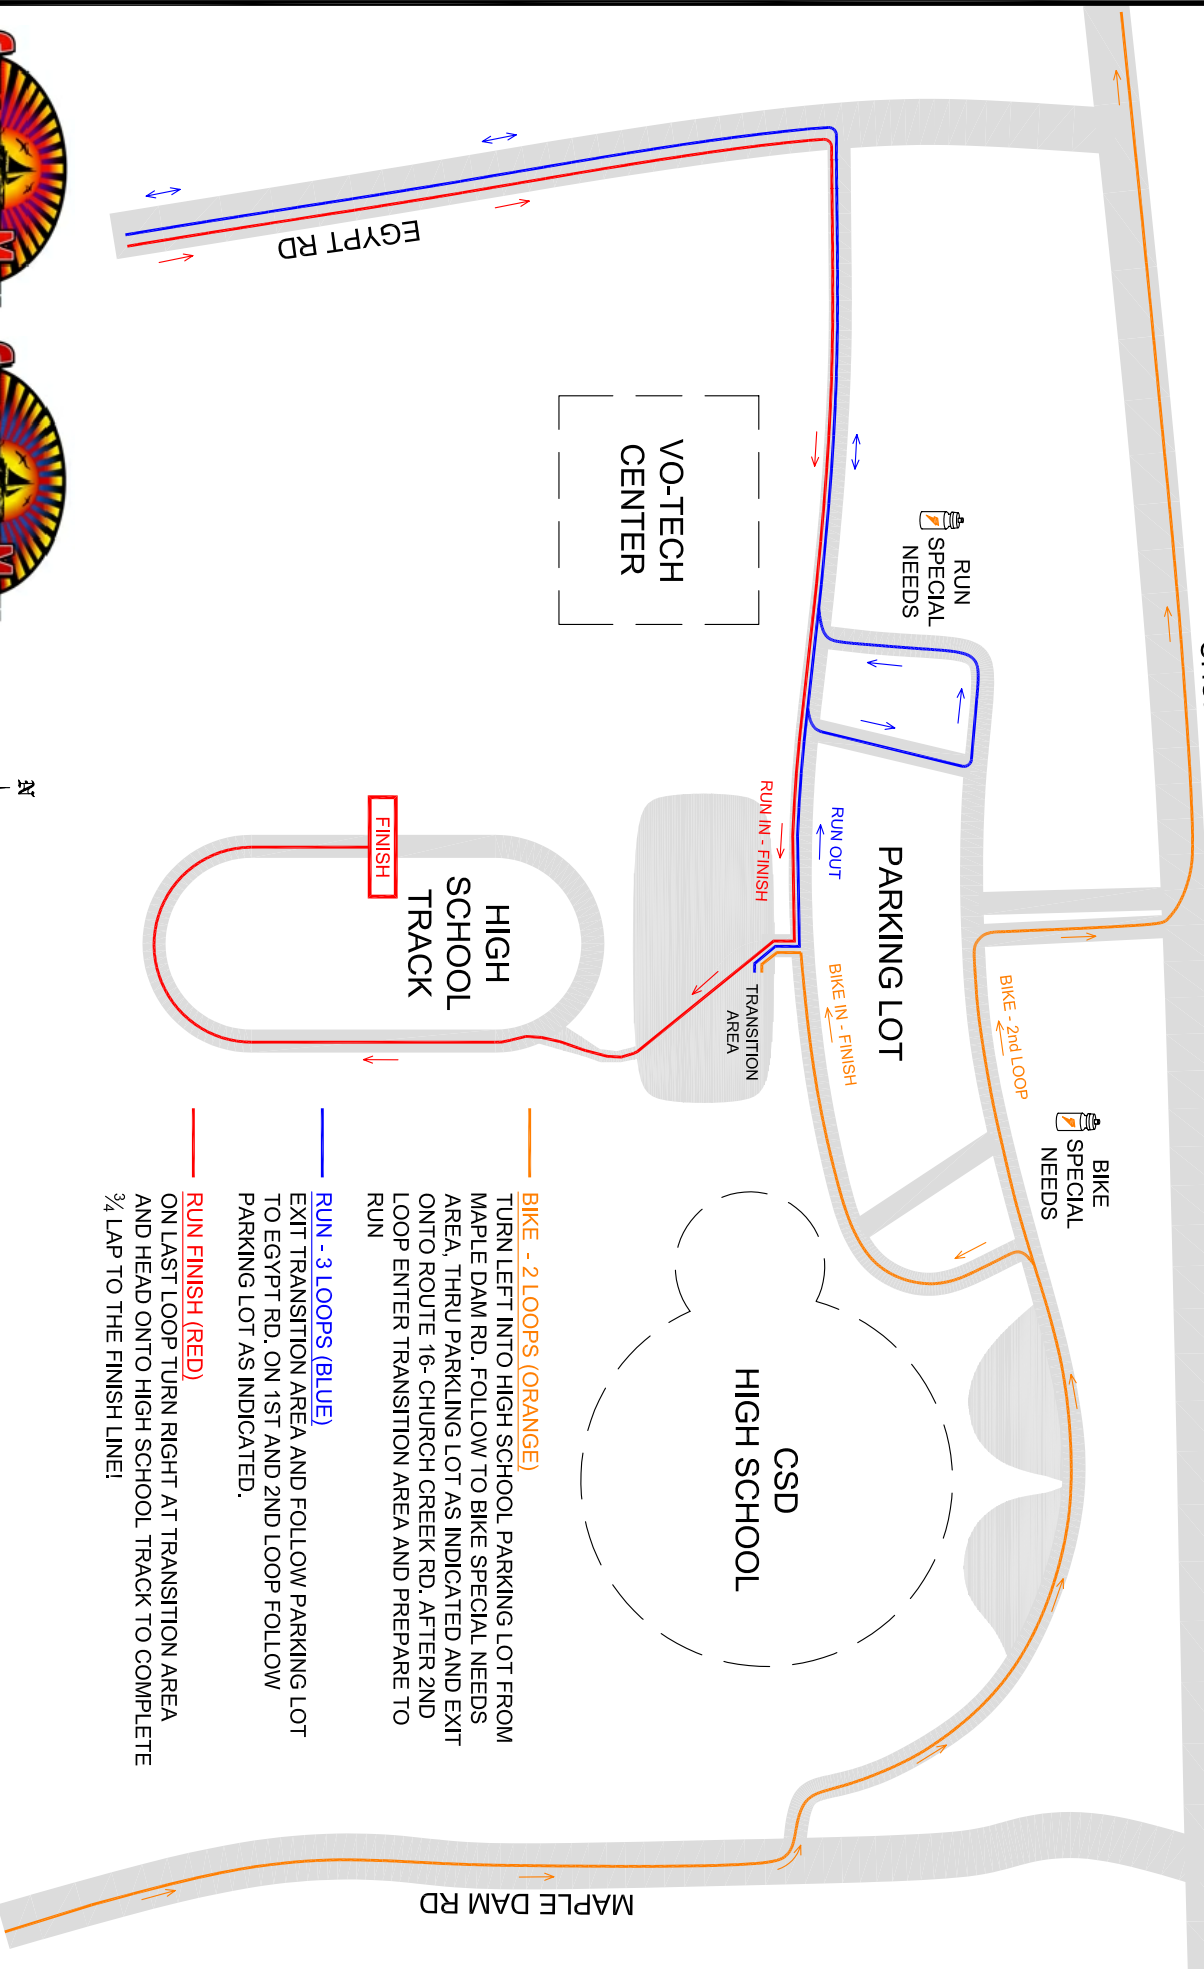 EGYPT RD
VO-TECH
CENTER
RUN
SPECIAL
NEEDS
RUN IN - FINISH
RUN OUT
PARKING LOT
FINISH
HIGH
SCHOOL
TRACK
TRANSITION
AREA
BIKE IN - FINISH
BIKE - 2nd LOOP
BIKE
SPECIAL
NEEDS
CSD
HIGH SCHOOL
MAPLE DAM RD
BIKE - 2 LOOPS (ORANGE)
TURN LEFT INTO HIGH SCHOOL PARKING LOT FROM
MAPLE DAM RD. FOLLOW TO BIKE SPECIAL NEEDS
AREA, THRU PARKLING LOT AS INDICATED AND EXIT
ONTO ROUTE 16- CHURCH CREEK RD. AFTER 2ND
LOOP ENTER TRANSITION AREA AND PREPARE TO
RUN
RUN - 3 LOOPS (BLUE)
EXIT TRANSITION AREA AND FOLLOW PARKING LOT
TO EGYPT RD. ON 1ST AND 2ND LOOP FOLLOW
PARKING LOT AS INDICATED.
RUN FINISH (RED)
ON LAST LOOP TURN RIGHT AT TRANSITION AREA
AND HEAD ONTO HIGH SCHOOL TRACK TO COMPLETE
¾ LAP TO THE FINISH LINE!